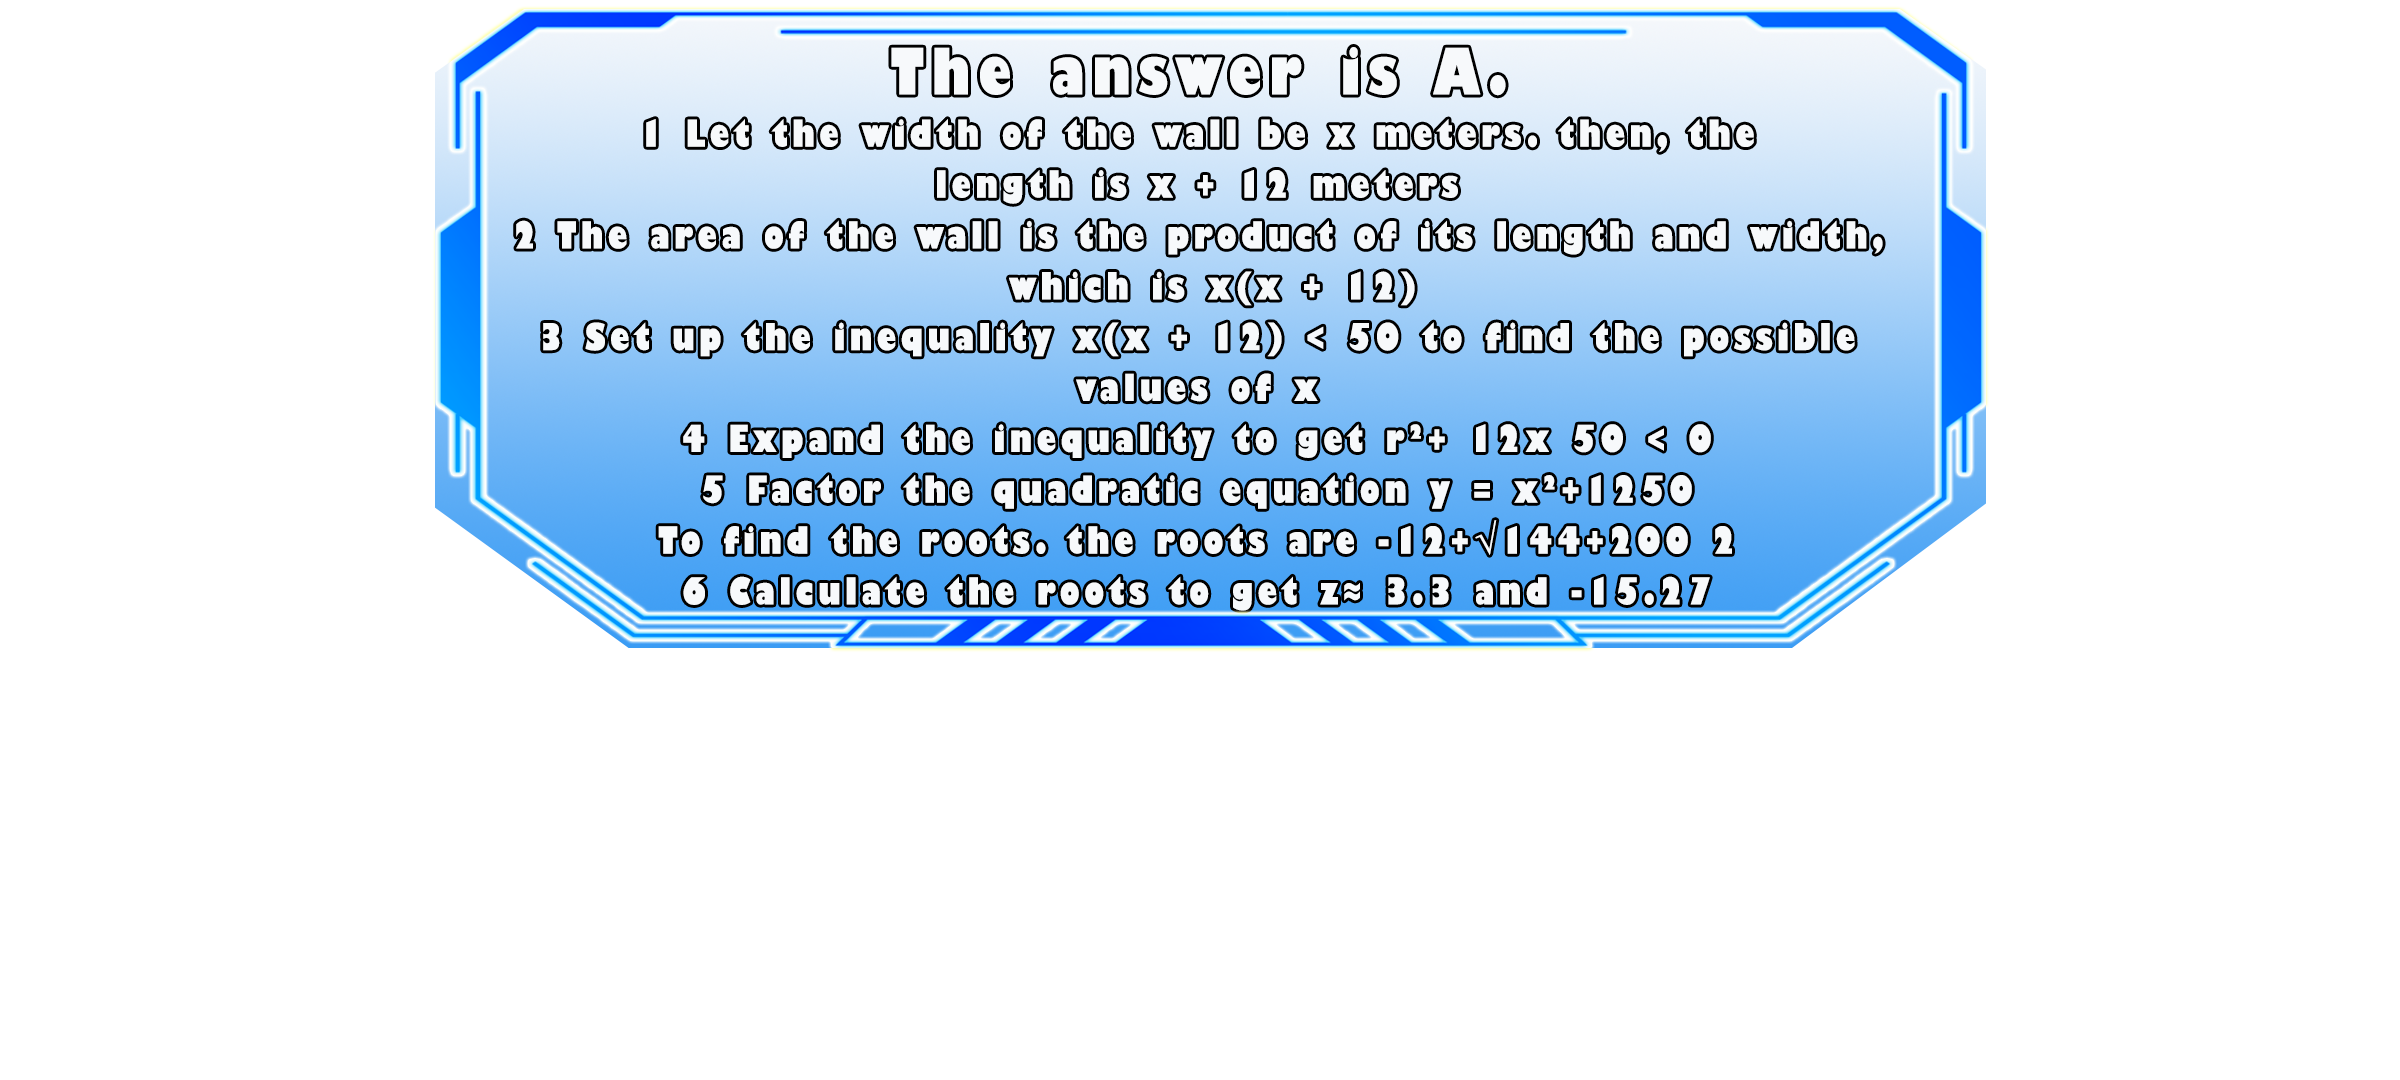 The answer is A.
1 Let the width of the wall be x meters. then, the
length is x + 12 meters
2 The area of the wall is the product of its length and width,
which is x(x + 12)
3 Set up the inequality x(x + 12) < 50 to find the possible
values of x
4 Expand the inequality to get r²+ 12x 50 < 0
5 Factor the quadratic equation y = x²+1250
To find the roots. the roots are -12+√144+200 2
6 Calculate the roots to get z≈ 3.3 and -15.27